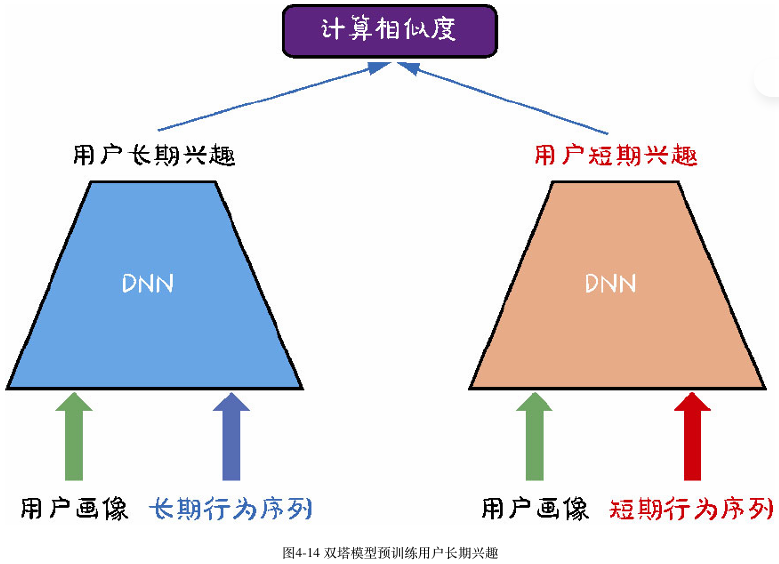 计算相似度
用户长期兴趣
用户短期兴趣
DNN
DNN
用户画像
长期行为序列
用户画像
短期行为序列
图4-14 双塔模型预训练用户长期兴趣